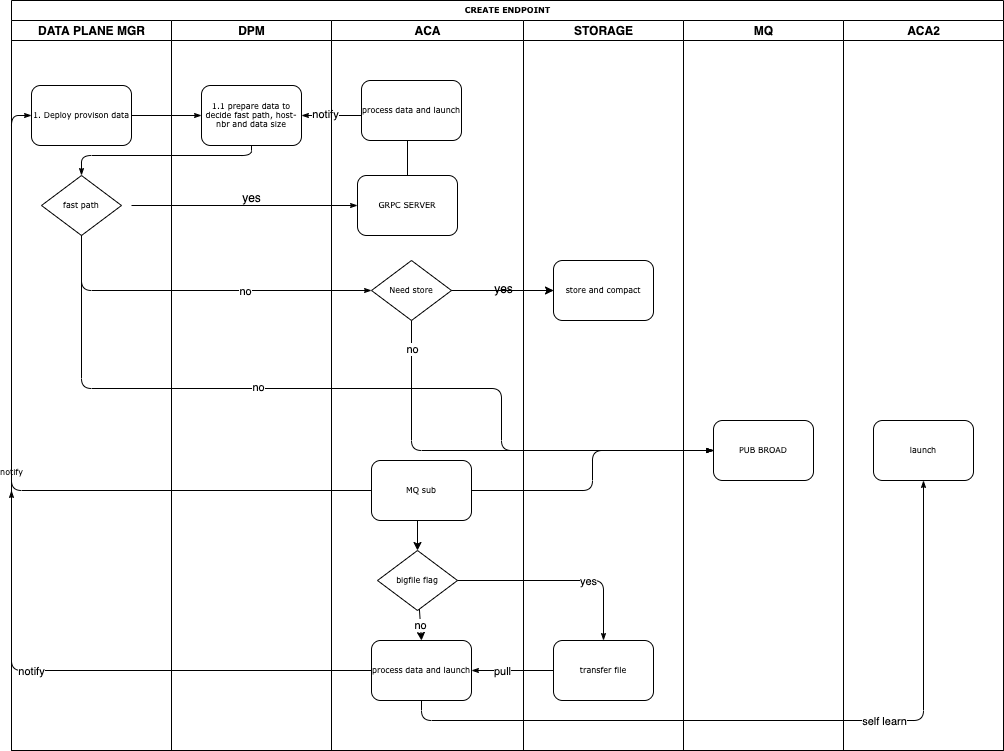 CREATE ENDPOINT
DATA PLANE MGR
DPM
ACA
STORAGE
MQ
ACA2
1. Deploy provison data
1.1 prepare data to
decide fast path, host-
nbr and data size
notify
process data and launch
fast path
yes
GRPC SERVER
no
Need store
yes
store and compact
no
no
PUB BROAD
launch
notify
MQ sub
bigfile flag
yes
no
notify
process data and launch
pull
transfer file
self learn